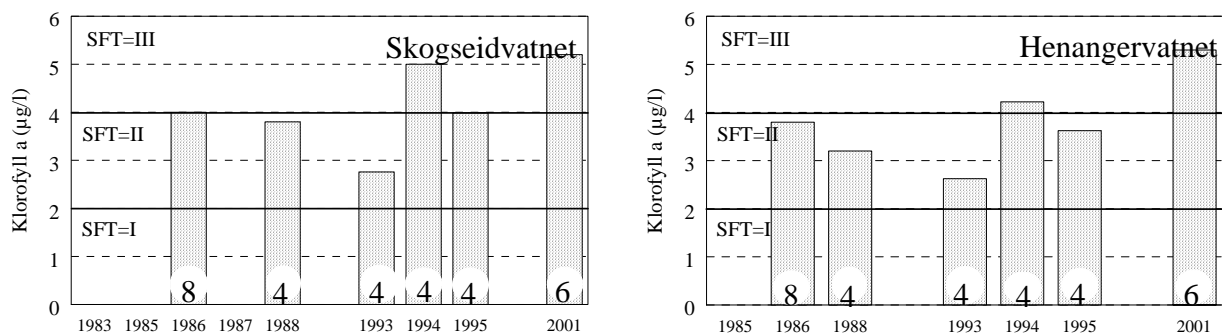 Skogseidvatnet
Klorofyll a (µg/l)
6
5
4
3
2
1
0
SFT=III
SFT=II
SFT=I
8 4 4 4 4 6
1983 1985 1986 1987 1988 1993 1994 1995 2001
Henangervatnet
Klorofyll a (µg/l)
6
5
4
3
2
1
0
SFT=III
SFT=II
SFT=I
8 4 4 4 4 6
1985 1986 1988 1993 1994 1995 2001